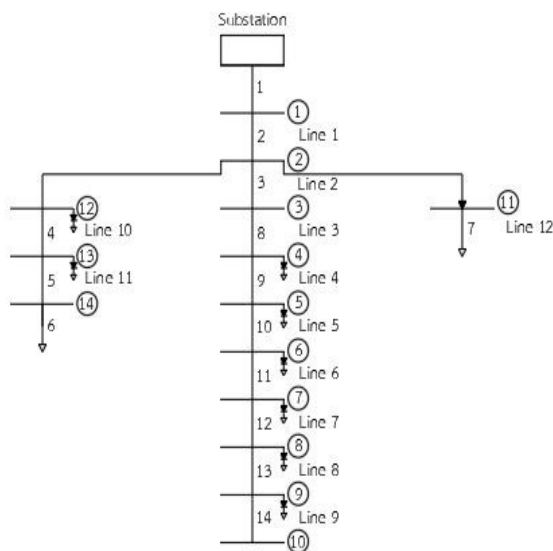 Substation
1
1
2 Line 1
2
3 Line 2
12
3
11
4 Line 10
8 Line 3
7 Line 12
13
4
5 Line 11
9 Line 4
14
5
6
10 Line 5
6
11 Line 6
7
12 Line 7
8
13 Line 8
9
14 Line 9
10